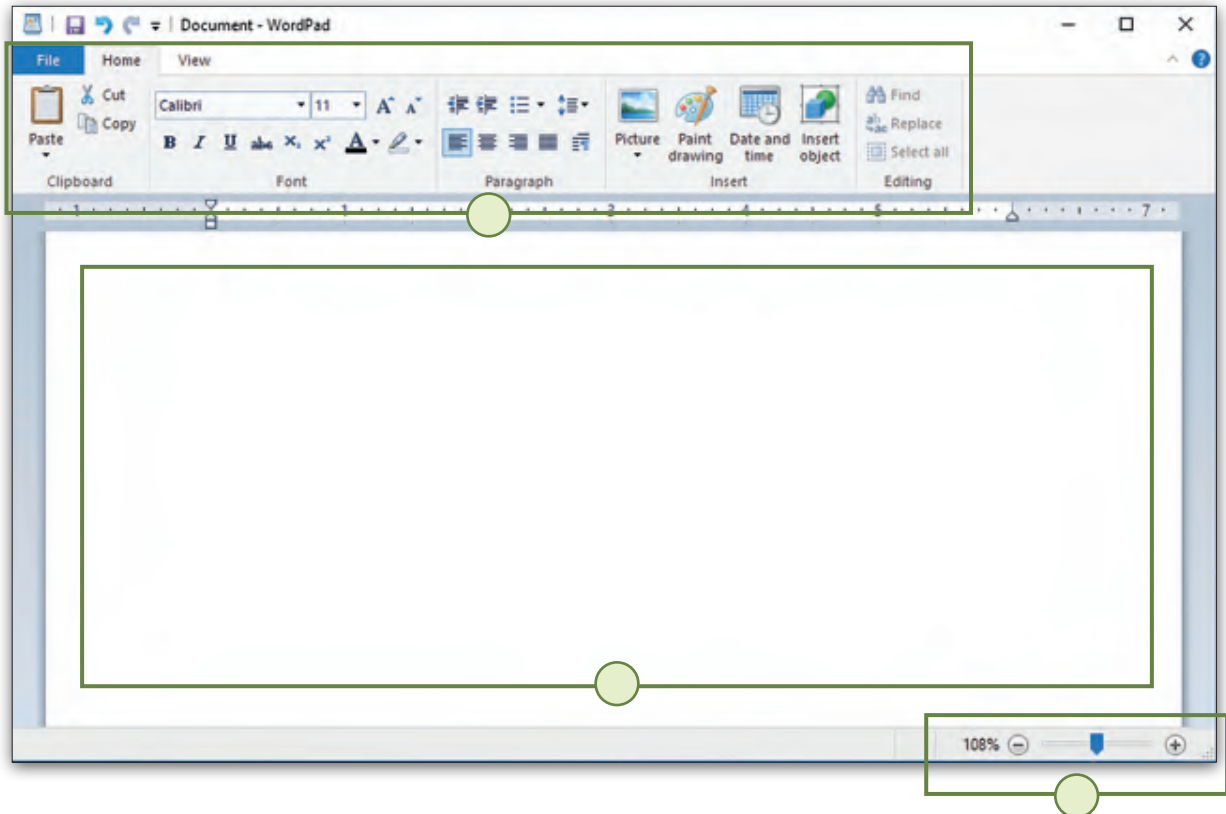 Document - WordPad
File Home View
Cut
Calibri 11 A A
Copy
Paste
B I U abc X₂ X² A
Picture Paint drawing Date and time Insert object
Find
Replace
Select all
Clipboard Font Paragraph Insert Editing
1 1 3 4 5 7
108%